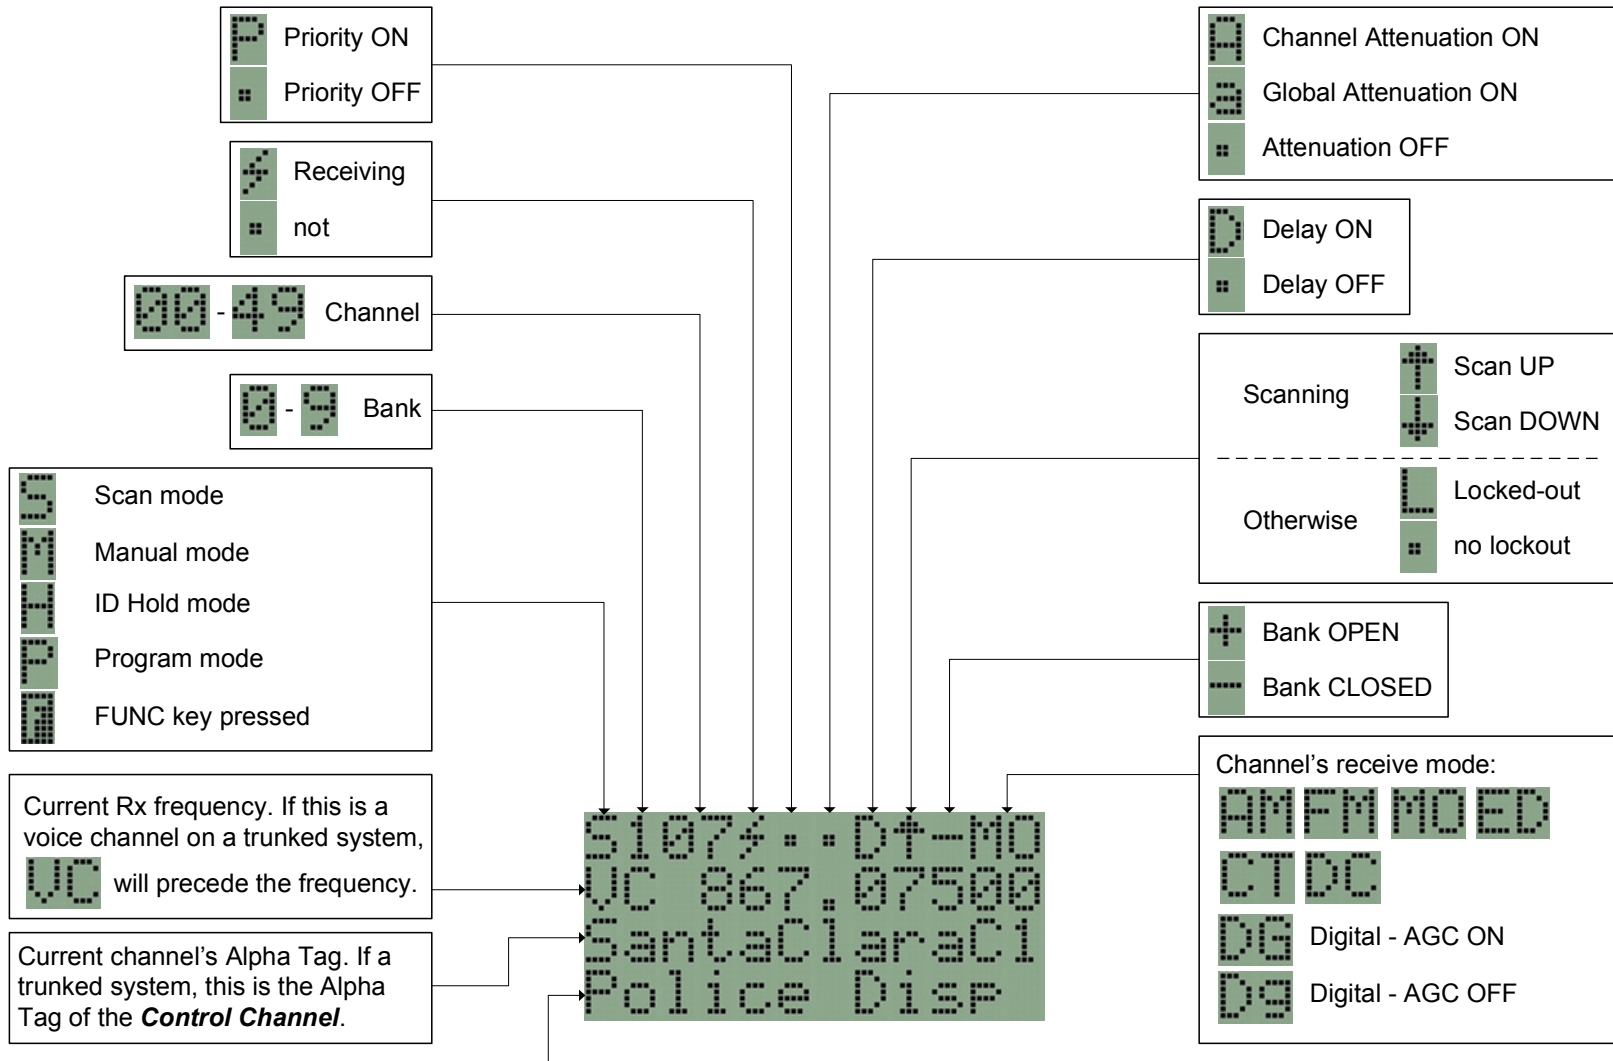 P Priority ON
▪ Priority OFF
⚡ Receiving
▪ not
00 - 49 Channel
0 - 9 Bank
S Scan mode
M Manual mode
H ID Hold mode
P Program mode
FUNC key pressed
Current Rx frequency. If this is a
voice channel on a trunked system,
VC will precede the frequency.
Current channel's Alpha Tag. If a
trunked system, this is the Alpha
Tag of the Control Channel.
A Channel Attenuation ON
a Global Attenuation ON
▪ Attenuation OFF
D Delay ON
▪ Delay OFF
Scanning
↑ Scan UP
↓ Scan DOWN
Otherwise
L Locked-out
▪ no lockout
+ Bank OPEN
- Bank CLOSED
Channel's receive mode:
AM FM MO ED
CT DC
DG Digital - AGC ON
Dg Digital - AGC OFF
S107⚡▪▪D↑-MO
VC 867.07500
SantaClaraC1
Police Disp